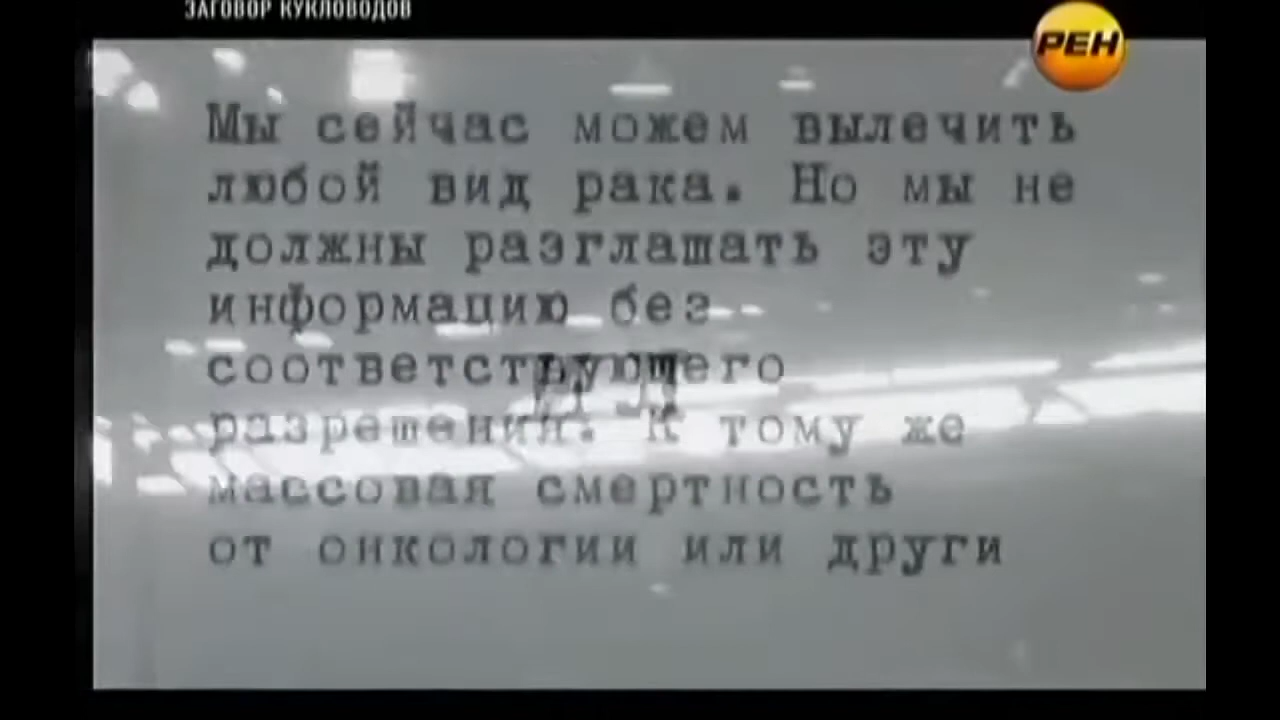 ЗАГОВОР КУКЛОВОДОВ
РЕН
Мы сейчас можем вылечить
любой вид рака. Но мы не
должны разглашать эту
информацию без
соответствующего
разрешения. К тому же
массовая смертность
от онкологии или други